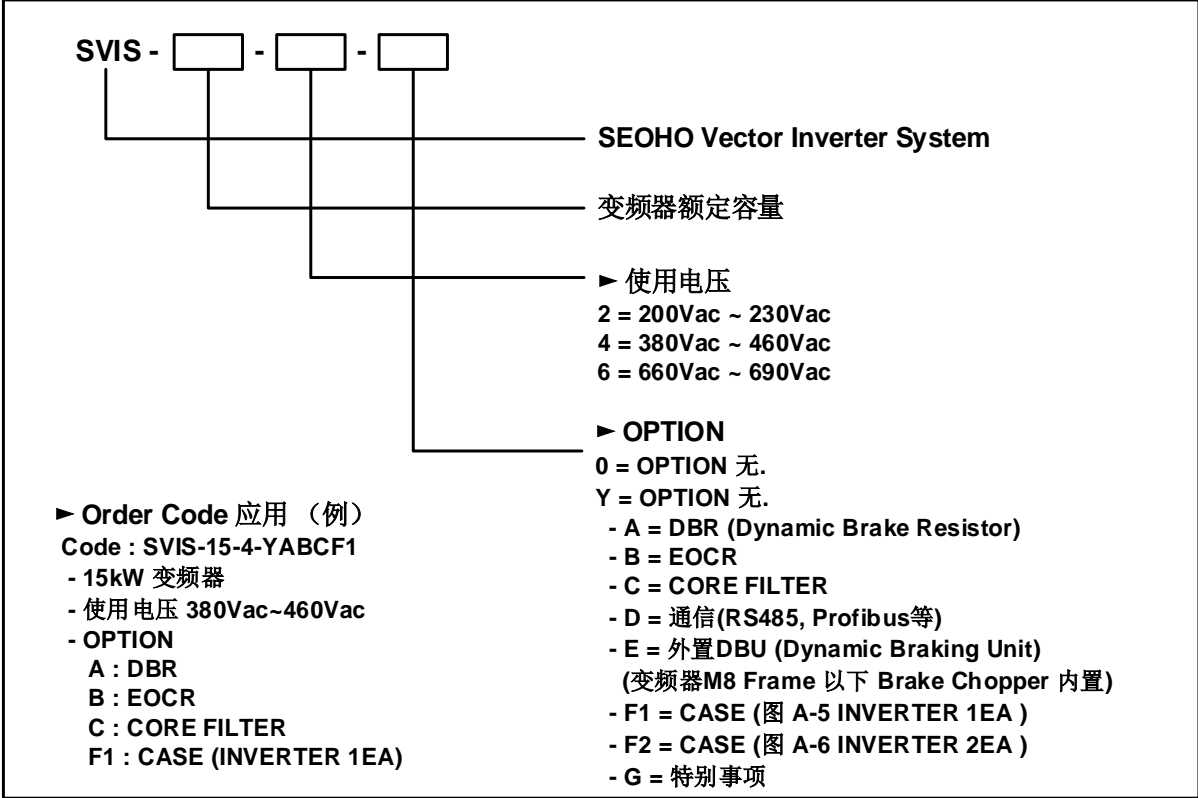 SVIS - - -
SEOHO Vector Inverter System
变频器额定容量
► 使用电压
2 = 200Vac ~ 230Vac
4 = 380Vac ~ 460Vac
6 = 660Vac ~ 690Vac
► OPTION
0 = OPTION 无.
Y = OPTION 无.
- A = DBR (Dynamic Brake Resistor)
- B = EOCR
- C = CORE FILTER
- D = 通信(RS485, Profibus等)
- E = 外置DBU (Dynamic Braking Unit)
(变频器M8 Frame 以下 Brake Chopper 内置)
- F1 = CASE (图 A-5 INVERTER 1EA )
- F2 = CASE (图 A-6 INVERTER 2EA )
- G = 特别事项
► Order Code 应用 （例）
Code : SVIS-15-4-YABCF1
- 15kW 变频器
- 使用电压 380Vac~460Vac
- OPTION
A : DBR
B : EOCR
C : CORE FILTER
F1 : CASE (INVERTER 1EA)